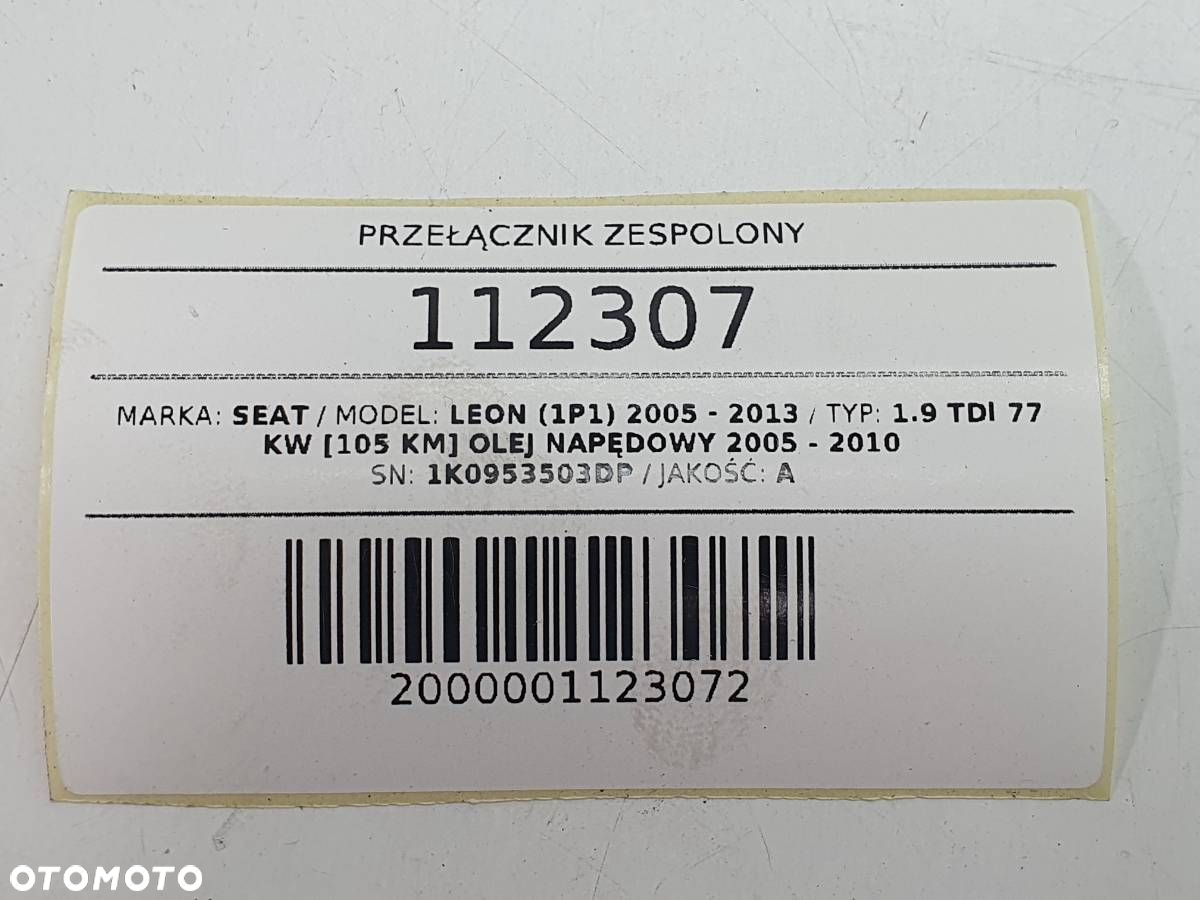 PRZEŁĄCZNIK ZESPOLONY
112307
MARKA: SEAT / MODEL: LEON (1P1) 2005 - 2013 / TYP: 1.9 TDI 77
KW [105 KM] OLEJ NAPĘDOWY 2005 - 2010
SN: 1K0953503DP / JAKOŚĆ: A
2000001123072
OTOMOTO